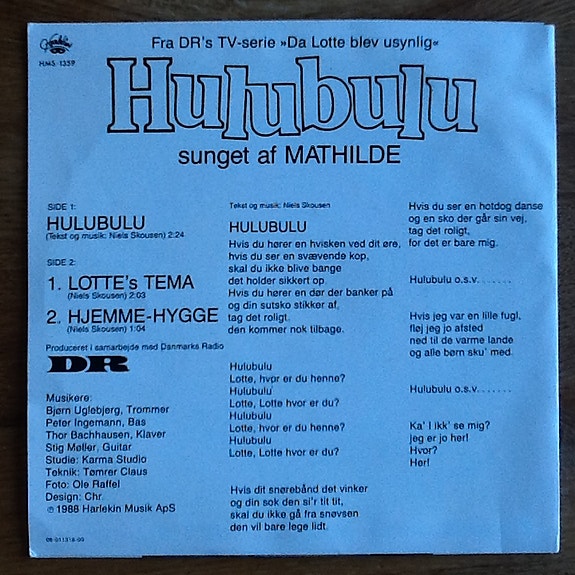 HMS-1359
Fra DR's TV-serie »Da Lotte blev usynlig«
Hulubulu
sunget af MATHILDE
SIDE 1:
HULUBULU
(Tekst og musik: Niels Skousen) 2:24
SIDE 2:
1. LOTTE's TEMA
(Niels Skousen) 2:03
2. HJEMME-HYGGE
(Niels Skousen) 1:04
Produceret i samarbejde med Danmarks Radio
DR
Musikere:
Bjørn Uglebjerg, Trommer
Peter Ingemann, Bas
Thor Bachhausen, Klaver
Stig Møller, Guitar
Studie: Karma Studio
Teknik: Tømrer Claus
Foto: Ole Raffel
Design: Chr.
℗ 1988 Harlekin Musik ApS
Tekst og musik: Niels Skousen
HULUBULU
Hvis du hører en hvisken ved dit øre,
hvis du ser en svævende kop,
skal du ikke blive bange
det holder sikkert op.
Hvis du hører en dør der banker på
og din sutsko stikker af,
tag det roligt.
den kommer nok tilbage.
Hulubulu
Lotte, hvor er du henne?
Hulubulu
Lotte, Lotte hvor er du?
Hulubulu
Lotte, hvor er du henne?
Hulubulu
Lotte, Lotte hvor er du?
Hvis dit snørebånd det vinker
og din sok den si'r tit tit,
skal du ikke gå fra snøvsen
den vil bare lege lidt.
Hvis du ser en hotdog danse
og en sko der går sin vej,
tag det roligt,
for det er bare mig.
Hulubulu o.s.v.......
Hvis jeg var en lille fugl,
fløj jeg jo afsted
ned til de varme lande
og alle børn sku' med.
Hulubulu o.s.v.......
Ka' I ikk' se mig?
jeg er jo her!
Hvor?
Her!